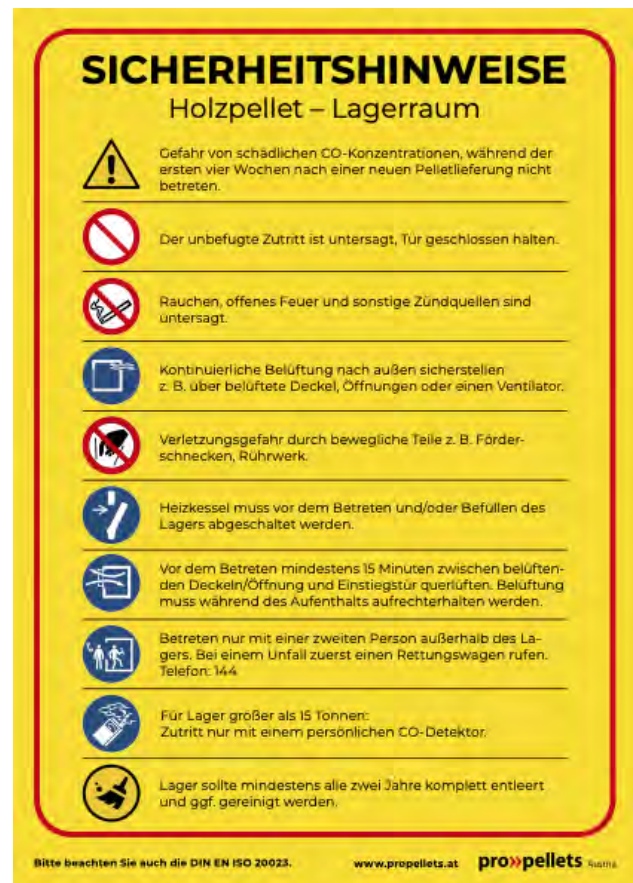 SICHERHEITSHINWEISE
Holzpellet – Lagerraum
Gefahr von schädlichen CO-Konzentrationen, während der
ersten vier Wochen nach einer neuen Pelletlieferung nicht
betreten.
Der unbefugte Zutritt ist untersagt, Tür geschlossen halten.
Rauchen, offenes Feuer und sonstige Zündquellen sind
untersagt.
Kontinuierliche Belüftung nach außen sicherstellen
z. B. über belüftete Deckel, Öffnungen oder einen Ventilator.
Verletzungsgefahr durch bewegliche Teile z. B. Förder-
schnecken, Rührwerk.
Heizkessel muss vor dem Betreten und/oder Befüllen des
Lagers abgeschaltet werden.
Vor dem Betreten mindestens 15 Minuten zwischen belüften-
den Deckeln/Öffnung und Einstiegstür querlüften. Belüftung
muss während des Aufenthalts aufrechterhalten werden.
Betreten nur mit einer zweiten Person außerhalb des La-
gers. Bei einem Unfall zuerst einen Rettungswagen rufen.
Telefon: 144
Für Lager größer als 15 Tonnen:
Zutritt nur mit einem persönlichen CO-Detektor.
Lager sollte mindestens alle zwei Jahre komplett entleert
und ggf. gereinigt werden.
Bitte beachten Sie auch die DIN EN ISO 20023. www.propellets.at pro»pellets Austria